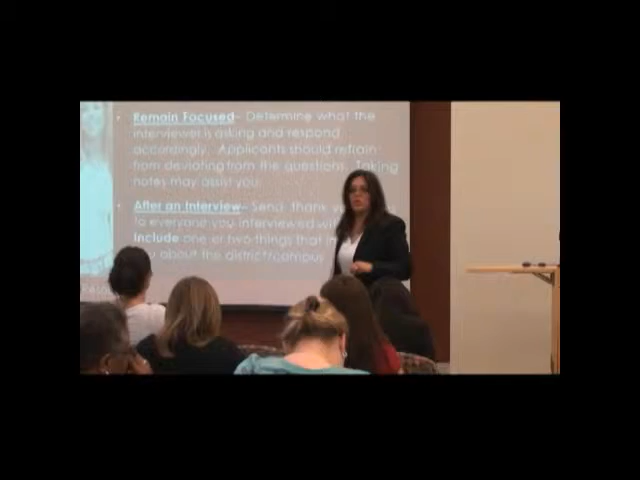 • Remain Focused– Determine what the
interviewer is asking and respond
accordingly. Applicants should refrain
from deviating from the questions. Taking
notes may assist you.
• After an Interview– Send thank
to everyone you interviewed
Include one or two things that
about the district/campus